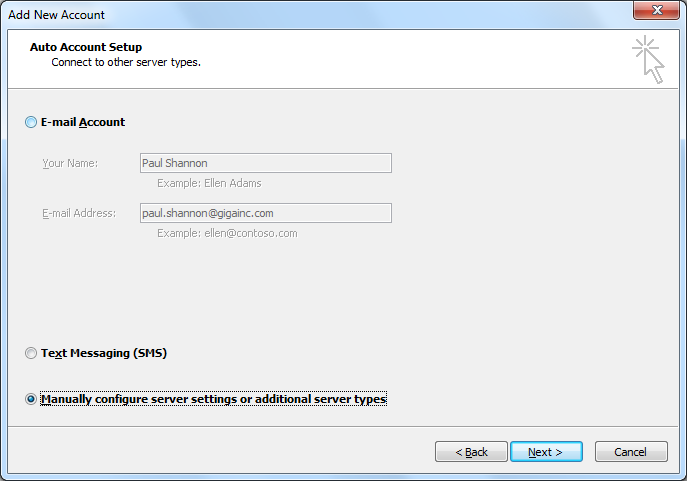 Add New Account
Auto Account Setup
Connect to other server types.
E-mail Account
Your Name: Paul Shannon
Example: Ellen Adams
E-mail Address: paul.shannon@gigainc.com
Example: ellen@contoso.com
Text Messaging (SMS)
Manually configure server settings or additional server types
< Back Next > Cancel